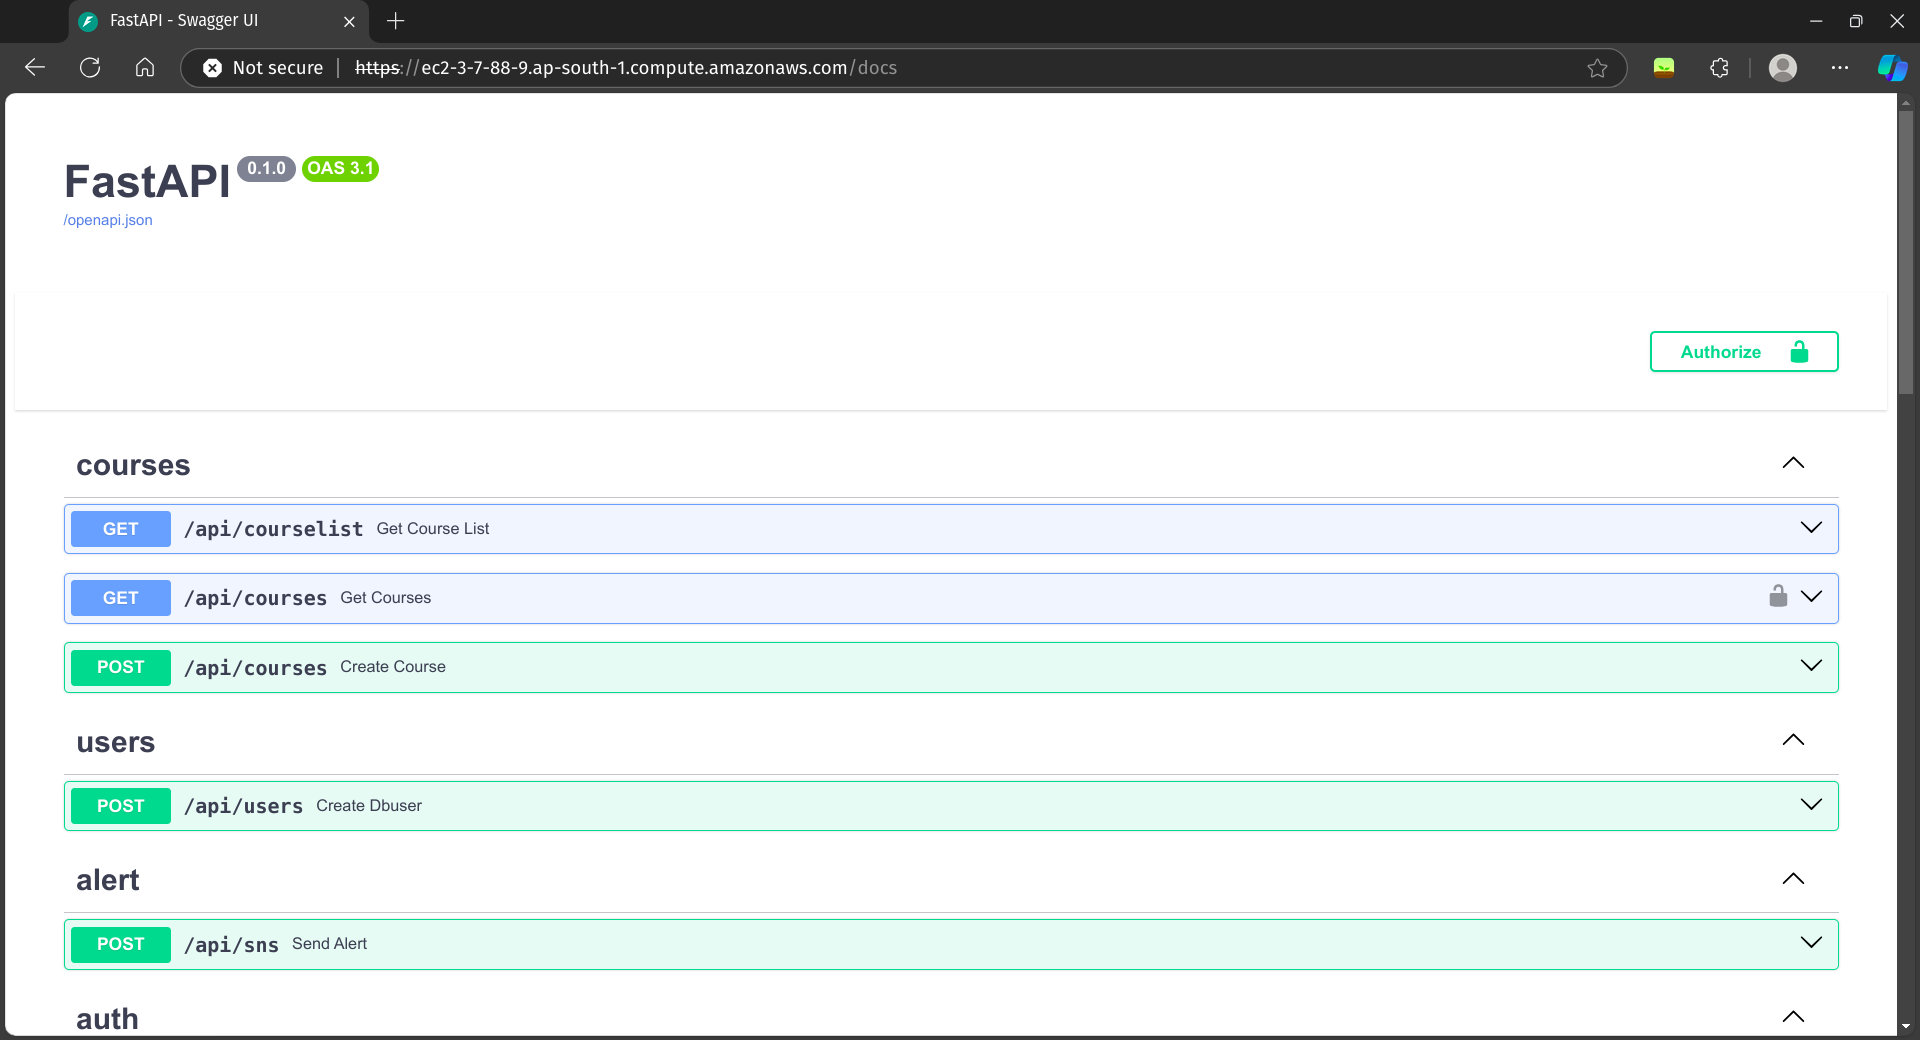 FastAPI - Swagger UI
Not secure | https://ec2-3-7-88-9.ap-south-1.compute.amazonaws.com/docs
FastAPI 0.1.0 OAS 3.1
/openapi.json
Authorize
courses
GET /api/courselist Get Course List
GET /api/courses Get Courses
POST /api/courses Create Course
users
POST /api/users Create Dbuser
alert
POST /api/sns Send Alert
auth